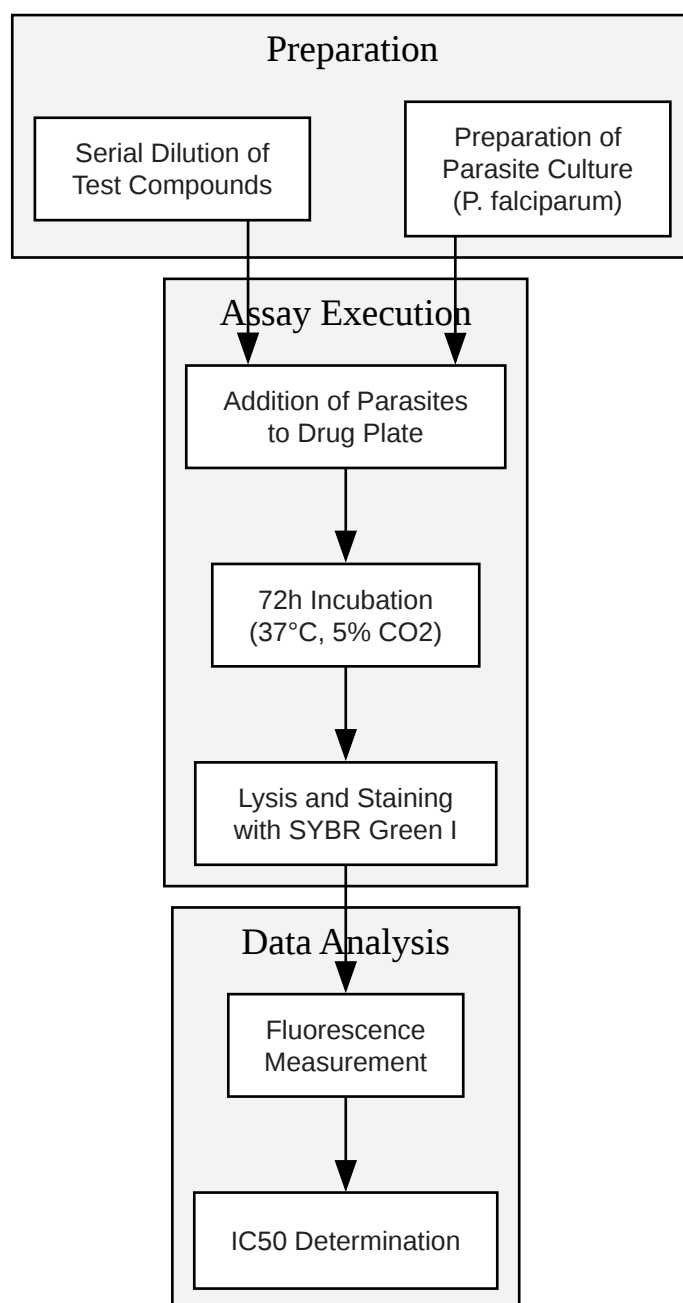 Preparation
Serial Dilution of
Test Compounds
Preparation of
Parasite Culture
(P. falciparum)
Assay Execution
Addition of Parasites
to Drug Plate
72h Incubation
(37°C, 5% CO2)
Lysis and Staining
with SYBR Green I
Data Analysis
Fluorescence
Measurement
IC50 Determination